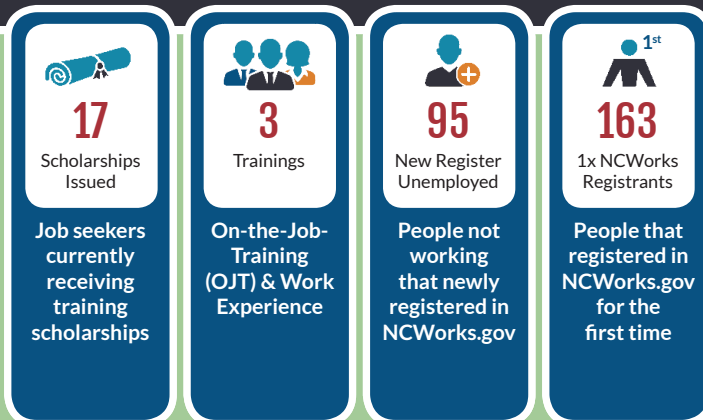 17
Scholarships
Issued
Job seekers
currently
receiving
training
scholarships
3
Trainings
On-the-Job-
Training
(OJT) & Work
Experience
95
New Register
Unemployed
People not
working
that newly
registered in
NCWorks.gov
1st
163
1x NCWorks
Registrants
People that
registered in
NCWorks.gov
for the
first time